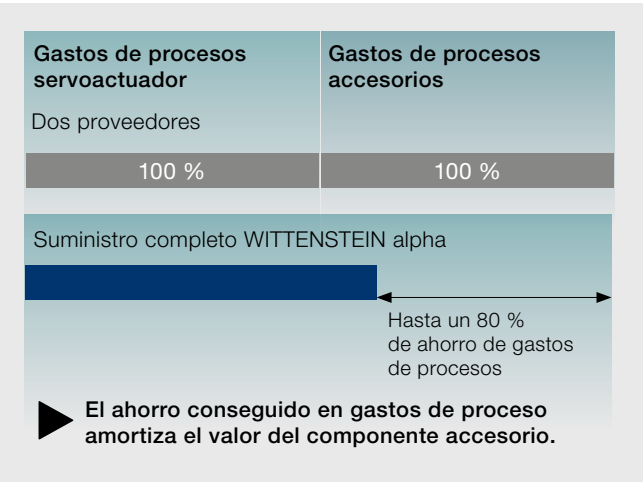 Gastos de procesos
servoactuador
Gastos de procesos
accesorios
Dos proveedores
100 %
100 %
Suministro completo WITTENSTEIN alpha
Hasta un 80 %
de ahorro de gastos
de procesos
El ahorro conseguido en gastos de proceso
amortiza el valor del componente accesorio.